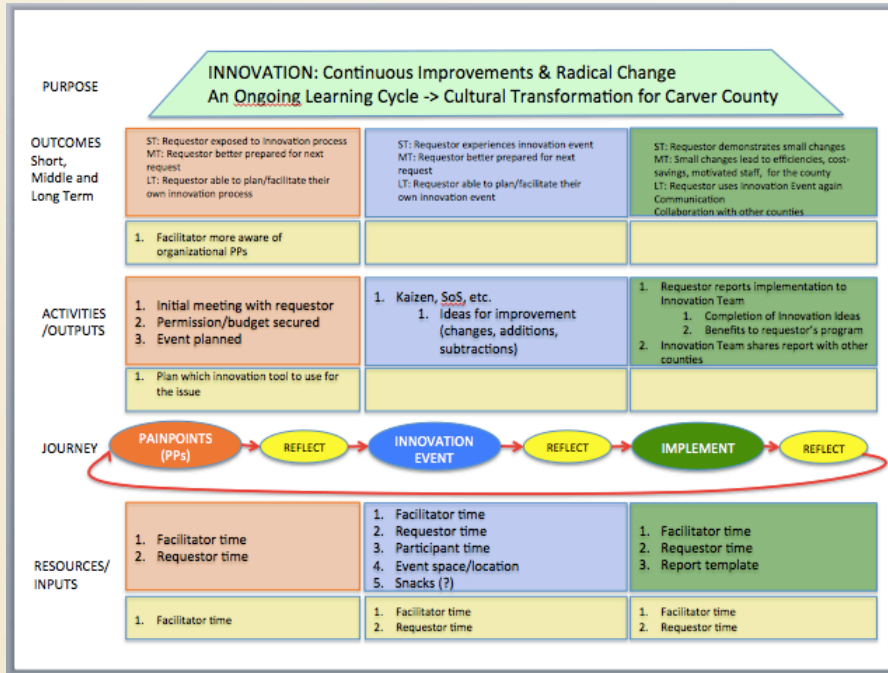 PURPOSE
INNOVATION: Continuous Improvements & Radical Change
An Ongoing Learning Cycle -> Cultural Transformation for Carver County
OUTCOMES
Short,
Middle and
Long Term
ST: Requestor exposed to Innovation process
MT: Requestor better prepared for next
request
LT: Requestor able to plan/facilitate their
own innovation process
ST: Requestor experiences innovation event
MT: Requestor better prepared for next
request
LT: Requestor able to plan/facilitate their
own innovation event
ST: Requestor demonstrates small changes
MT: Small changes lead to efficiencies, cost-
savings, motivated staff, for the county
LT: Requestor uses Innovation Event again
Communication
Collaboration with other counties
1. Facilitator more aware of
organizational PPs
ACTIVITIES
/OUTPUTS
1. Initial meeting with requestor
2. Permission/budget secured
3. Event planned
1. Kaizen, SoS, etc.
1. Ideas for improvement
(changes, additions,
subtractions)
1. Requestor reports implementation to
Innovation Team
1. Completion of Innovation Ideas
2. Benefits to requestor's program
2. Innovation Team shares report with other
counties
1. Plan which innovation tool to use for
the issue
JOURNEY
PAINPOINTS
(PPs)
REFLECT
INNOVATION
EVENT
REFLECT
IMPLEMENT
REFLECT
RESOURCES/
INPUTS
1. Facilitator time
2. Requestor time
1. Facilitator time
2. Requestor time
3. Participant time
4. Event space/location
5. Snacks (?)
1. Facilitator time
2. Requestor time
3. Report template
1. Facilitator time
1. Facilitator time
2. Requestor time
1. Facilitator time
2. Requestor time